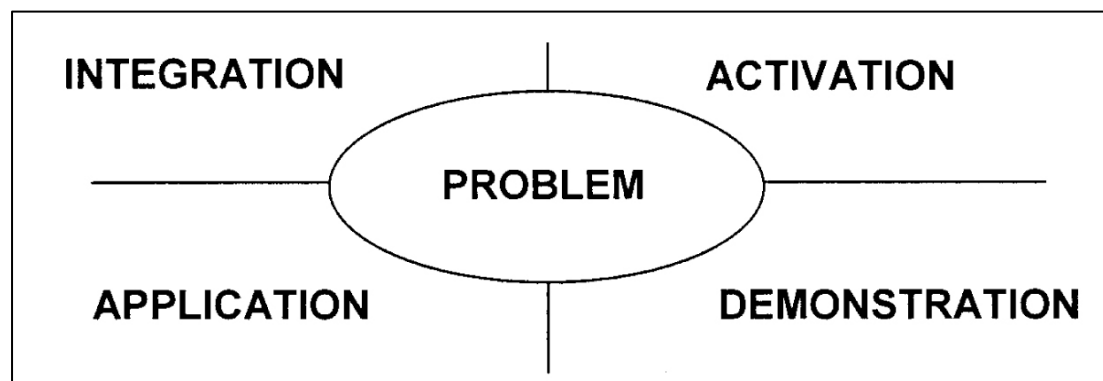 INTEGRATION
ACTIVATION
PROBLEM
APPLICATION
DEMONSTRATION